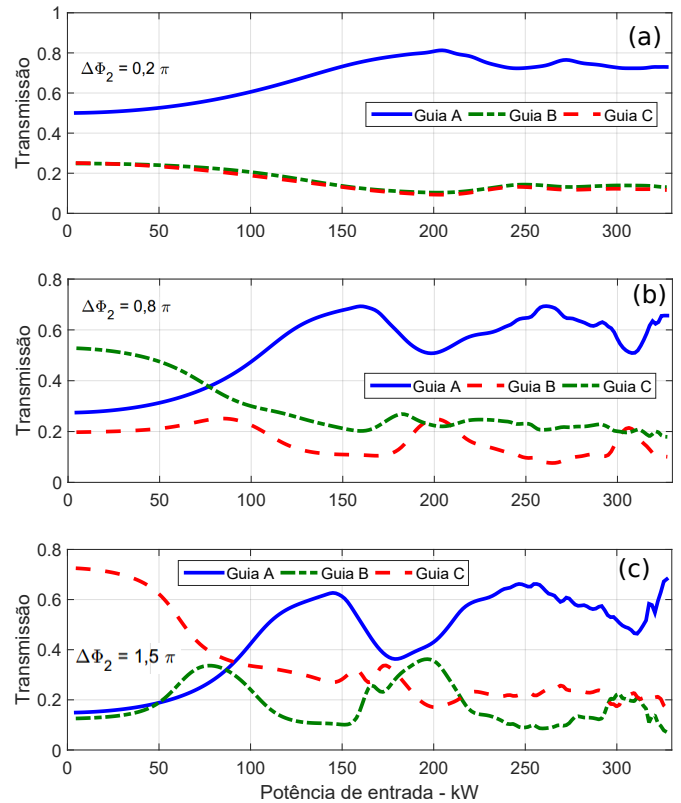 (a)
ΔΦ2 = 0,2 π
Guia A Guia B Guia C
Transmissão
1
0.8
0.6
0.4
0.2
0
0 50 100 150 200 250 300
(b)
ΔΦ2 = 0,8 π
Guia A Guia B Guia C
Transmissão
0.8
0.6
0.4
0.2
0
0 50 100 150 200 250 300
(c)
Guia A Guia B Guia C
ΔΦ2 = 1,5 π
Transmissão
0.8
0.6
0.4
0.2
0
0 50 100 150 200 250 300
Potência de entrada - kW